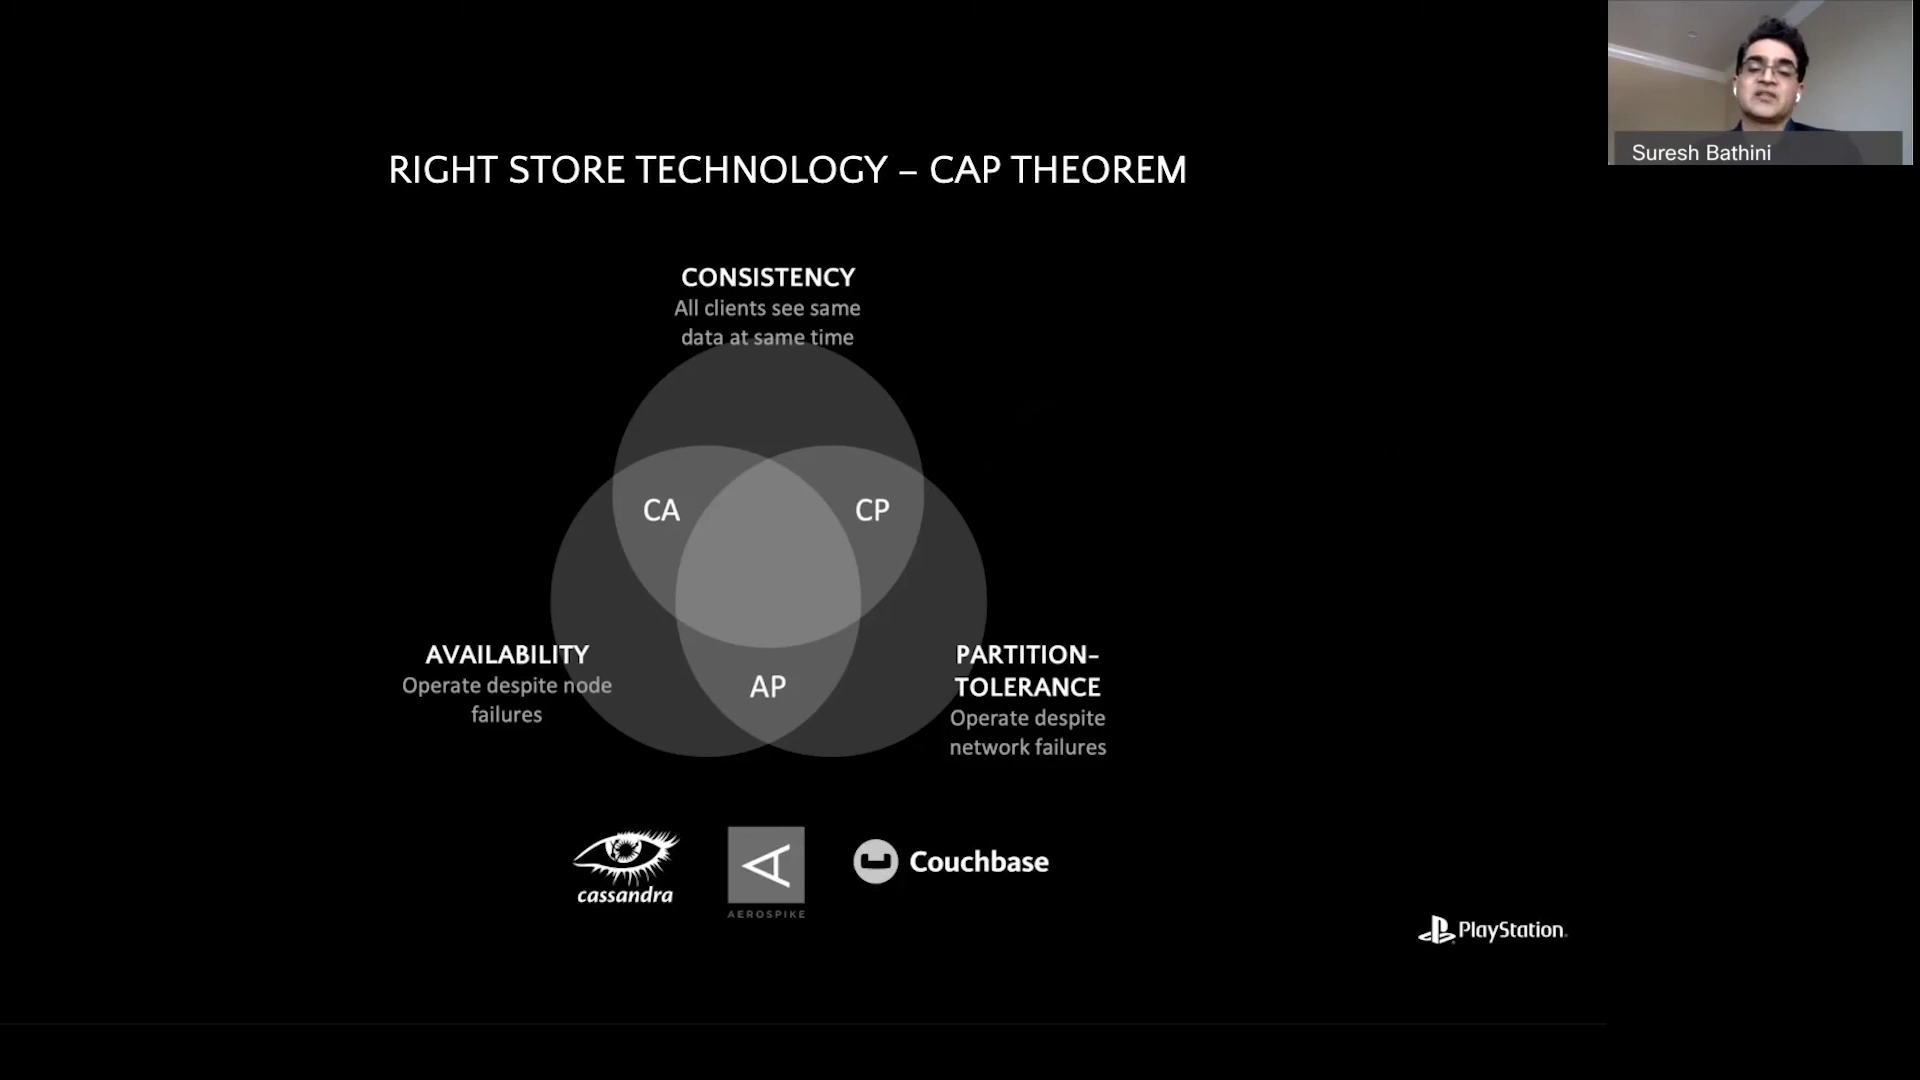 Suresh Bathini
RIGHT STORE TECHNOLOGY – CAP THEOREM
CONSISTENCY
All clients see same
data at same time
CA
CP
AVAILABILITY
Operate despite node
failures
AP
PARTITION-
TOLERANCE
Operate despite
network failures
cassandra
AEROSPIKE
Couchbase
PlayStation